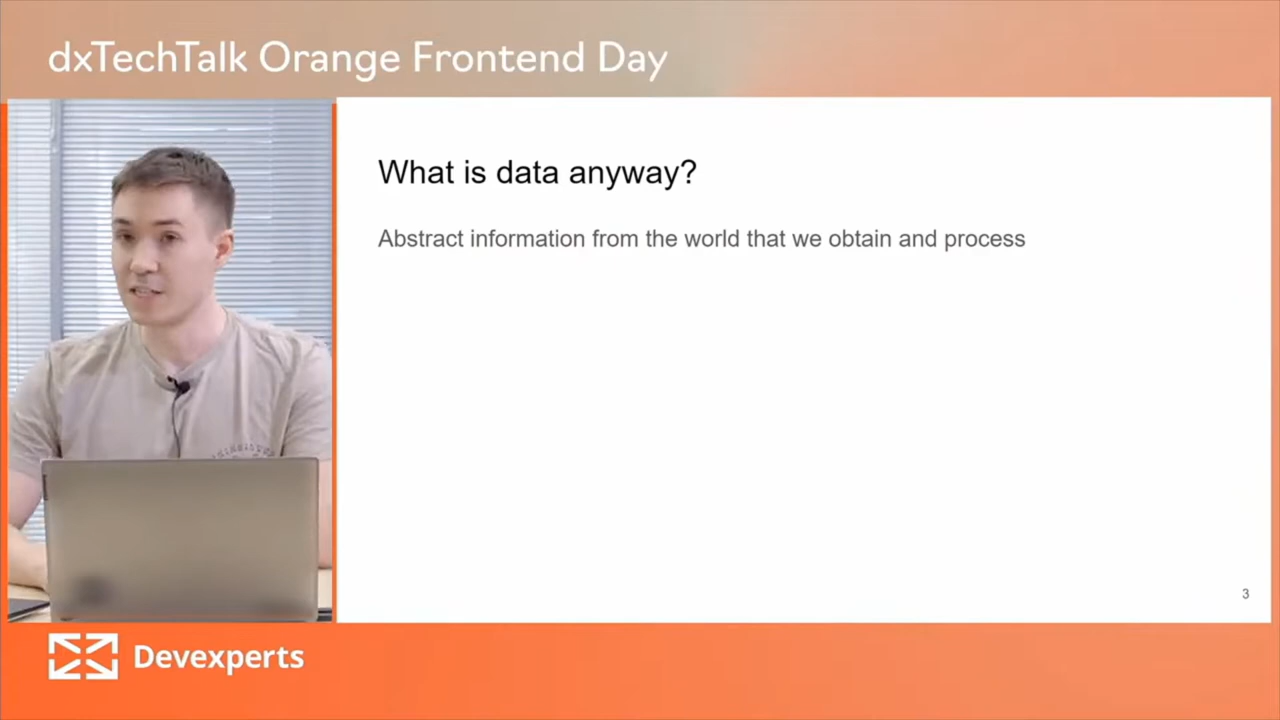 dxTechTalk Orange Frontend Day
What is data anyway?
Abstract information from the world that we obtain and process
3
Devexperts